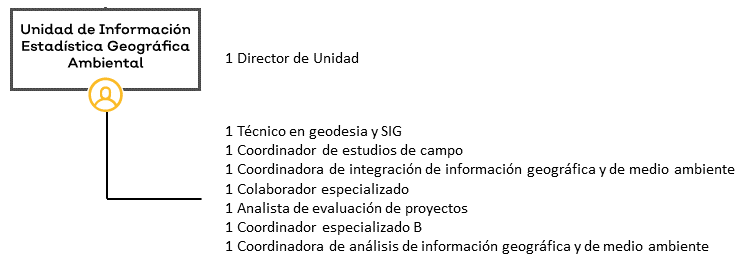 Unidad de Información
Estadística Geográfica
Ambiental
1 Director de Unidad
1 Técnico en geodesia y SIG
1 Coordinador de estudios de campo
1 Coordinadora de integración de información geográfica y de medio ambiente
1 Colaborador especializado
1 Analista de evaluación de proyectos
1 Coordinador especializado B
1 Coordinadora de análisis de información geográfica y de medio ambiente